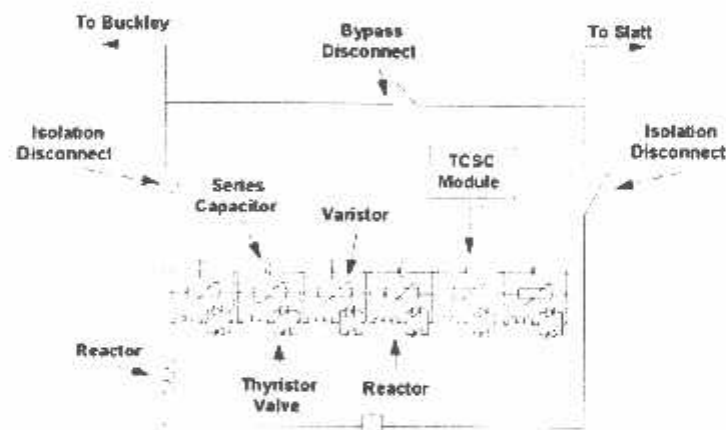 To Buckley
Bypass
Disconnect
To Slatt
Isolation
Disconnect
Series
Capacitor
Varistor
TCSC
Module
Isolation
Disconnect
Reactor
Thyristor
Valve
Reactor